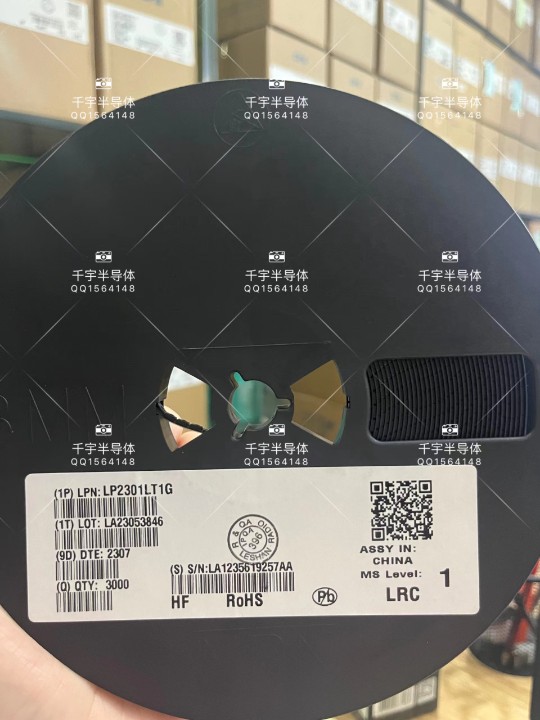 千宇半导体 千宇半导体 千宇半导体
QQ1564148 QQ1564148 QQ1564148
千宇半导体 千宇半导体 千宇半导体
QQ1564148 QQ1564148 QQ1564148
千宇半导体 千宇半导体 千宇半导体
QQ1564148 QQ1564148 QQ1564148
(1P) LPN: LP2301LT1G
(1T) LOT: LA23053846
(9D) DTE: 2307
(Q) QTY: 3000
R & QA
396
LESHAN RADIO
(S) S/N:LA1235619257AA
HF RoHS
Pb
ASSY IN:
CHINA
MS Level: 1
LRC